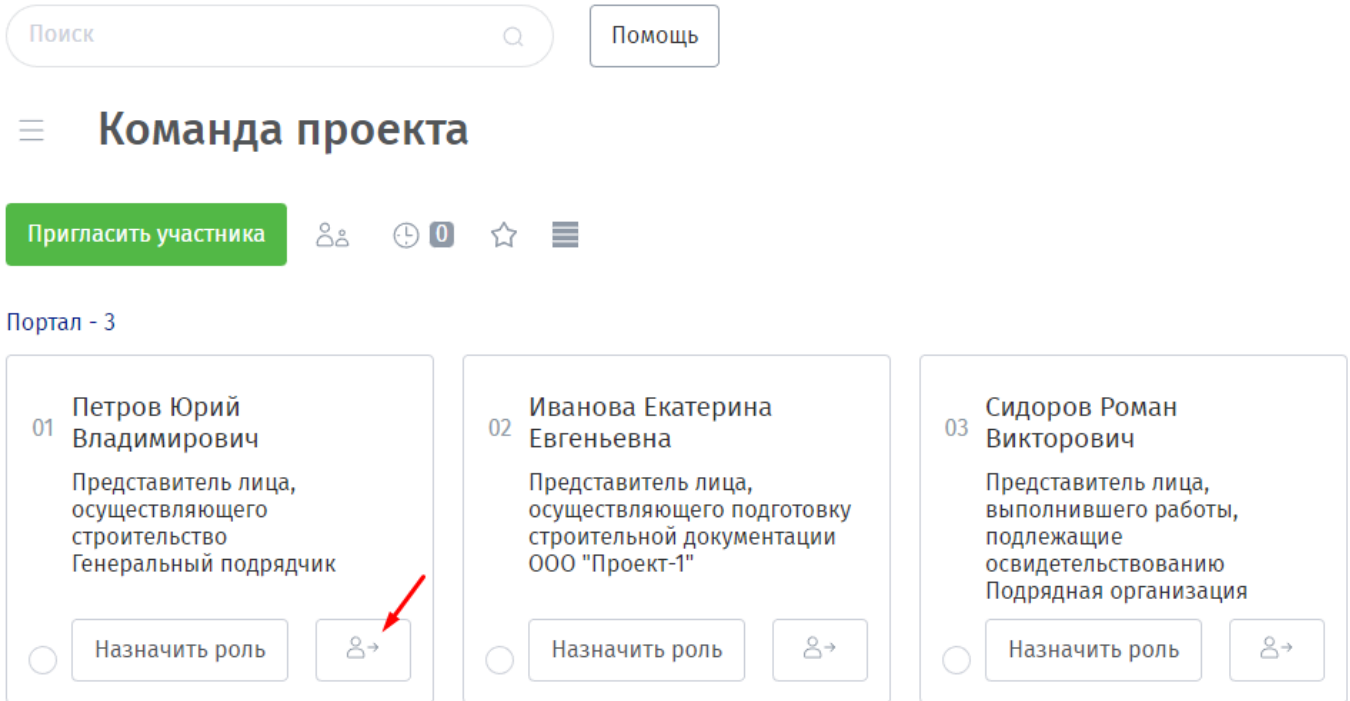 Поиск
Помощь
Команда проекта
Пригласить участника
0
Портал - 3
01
Петров Юрий
Владимирович
Представитель лица,
осуществляющего
строительство
Генеральный подрядчик
Назначить роль
02
Иванова Екатерина
Евгеньевна
Представитель лица,
осуществляющего подготовку
строительной документации
ООО "Проект-1"
Назначить роль
03
Сидоров Роман
Викторович
Представитель лица,
выполнившего работы,
подлежащие
освидетельствованию
Подрядная организация
Назначить роль